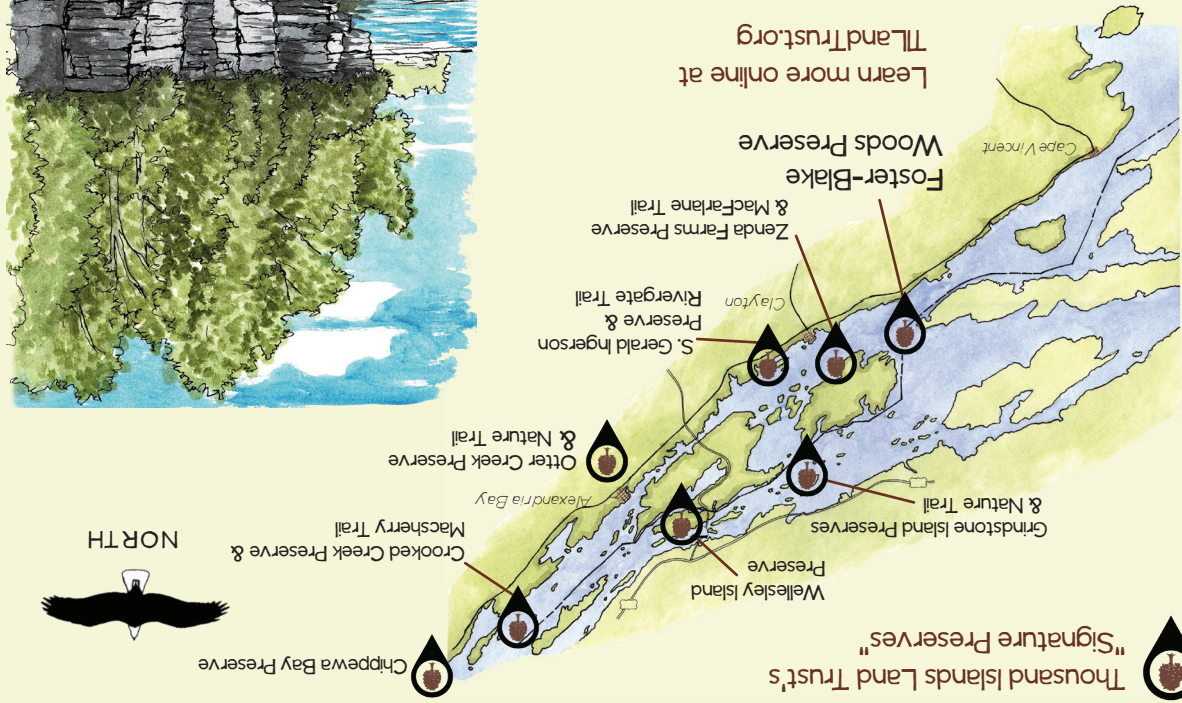 Thousand Islands Land Trust's
"Signature Preserves"
Chippewa Bay Preserve
NORTH
Wellesley Island
Preserve
Crooked Creek Preserve &
Macsherry Trail
Grindstone Island Preserves
& Nature Trail
Alexandria Bay
Otter Creek Preserve
& Nature Trail
S. Gerald Ingerson
Preserve &
Rivergate Trail
Clayton
Zenda Farms Preserve
& MacFarlane Trail
Foster-Blake
Woods Preserve
Cape Vincent
Learn more online at
TILandTrust.org